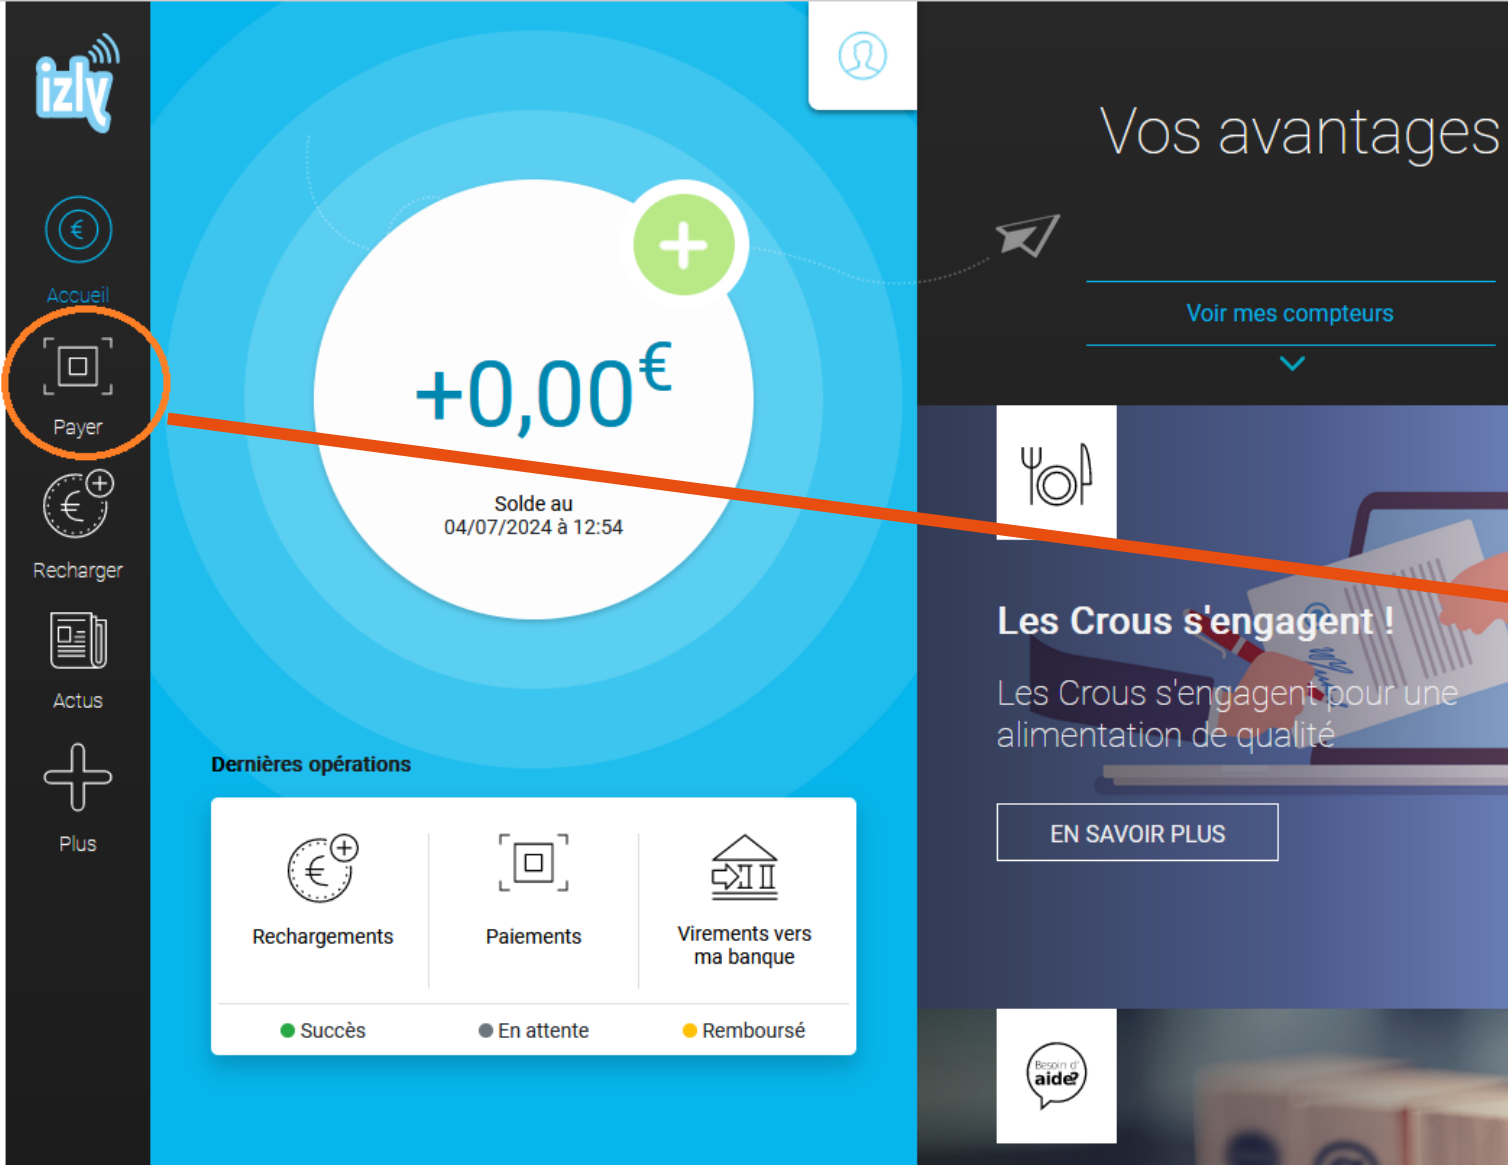 izly
Accueil
Payer
Recharger
Actus
Plus
+0,00€
Solde au
04/07/2024 à 12:54
Dernières opérations
Rechargements
Paiements
Virements vers
ma banque
Succès
En attente
Remboursé
Vos avantages
Voir mes compteurs
Les Crous s'engagent !
Les Crous s'engagent pour une
alimentation de qualité
EN SAVOIR PLUS
Besoin d'
aide?